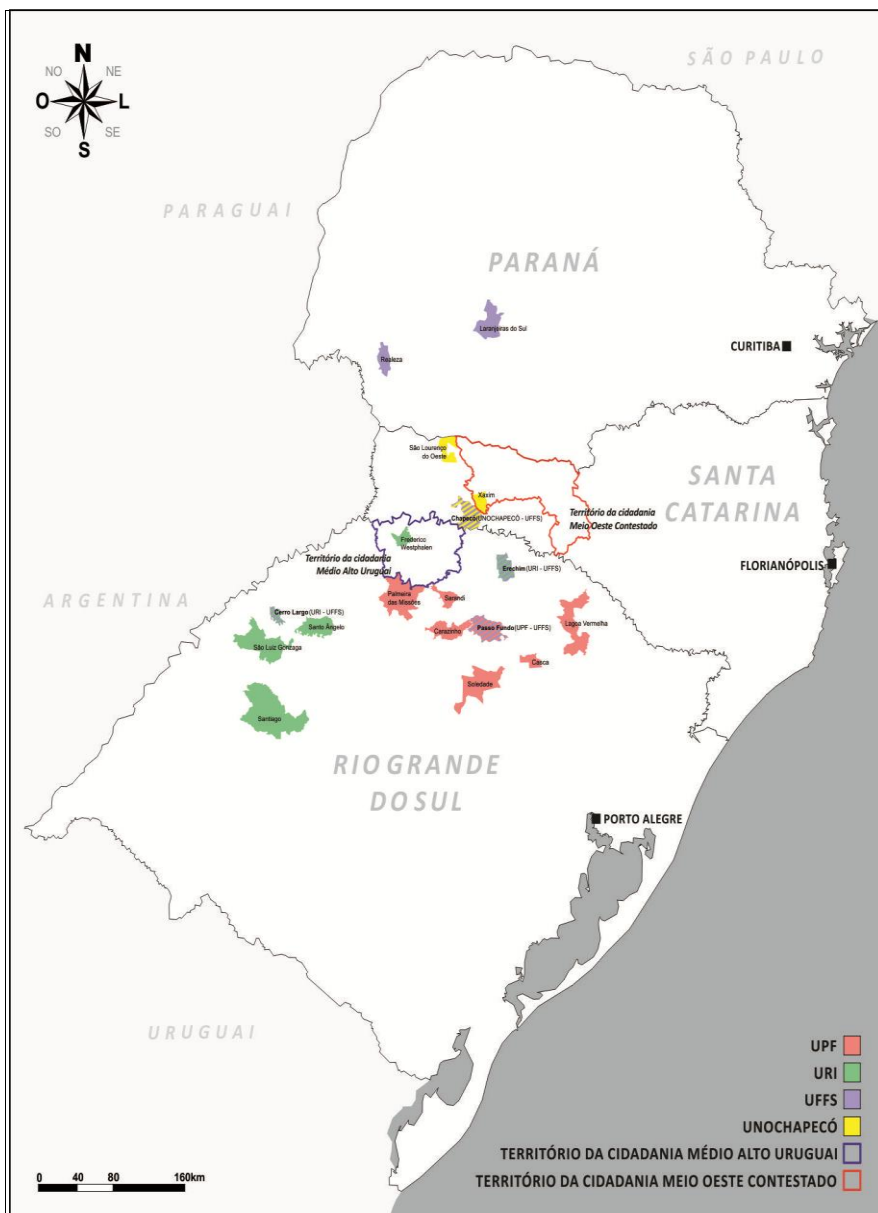 N
NO
NE
O
L
SO
SE
S
SÃO PAULO
PARAGUAI
PARANÁ
Laranjeiras do Sul
Realeza
CURITIBA
São Lourenço
do Oeste
Xaxim
Chapecó(UNOCHAPECÓ - UFFS)
SANTA
CATARINA
Território da cidadania
Meio Oeste Contestado
Frederico
Westphalen
Território da cidadania
Médio Alto Uruguai
Erechim (URI - UFFS)
FLORIANÓPOLIS
ARGENTINA
Palmeira
das Missões
Sarandi
Cerro Largo (URI - UFFS)
Santo Ângelo
São Luiz Gonzaga
Carazinho
Passo Fundo (UPF - UFFS)
Lagoa Vermelha
Casca
Soledade
Santiago
RIO GRANDE
DO SUL
PORTO ALEGRE
URUGUAI
UPF
URI
UFFS
UNOCHAPECÓ
TERRITÓRIO DA CIDADANIA MÉDIO ALTO URUGUAI
TERRITÓRIO DA CIDADANIA MEIO OESTE CONTESTADO
0 40 80 160km